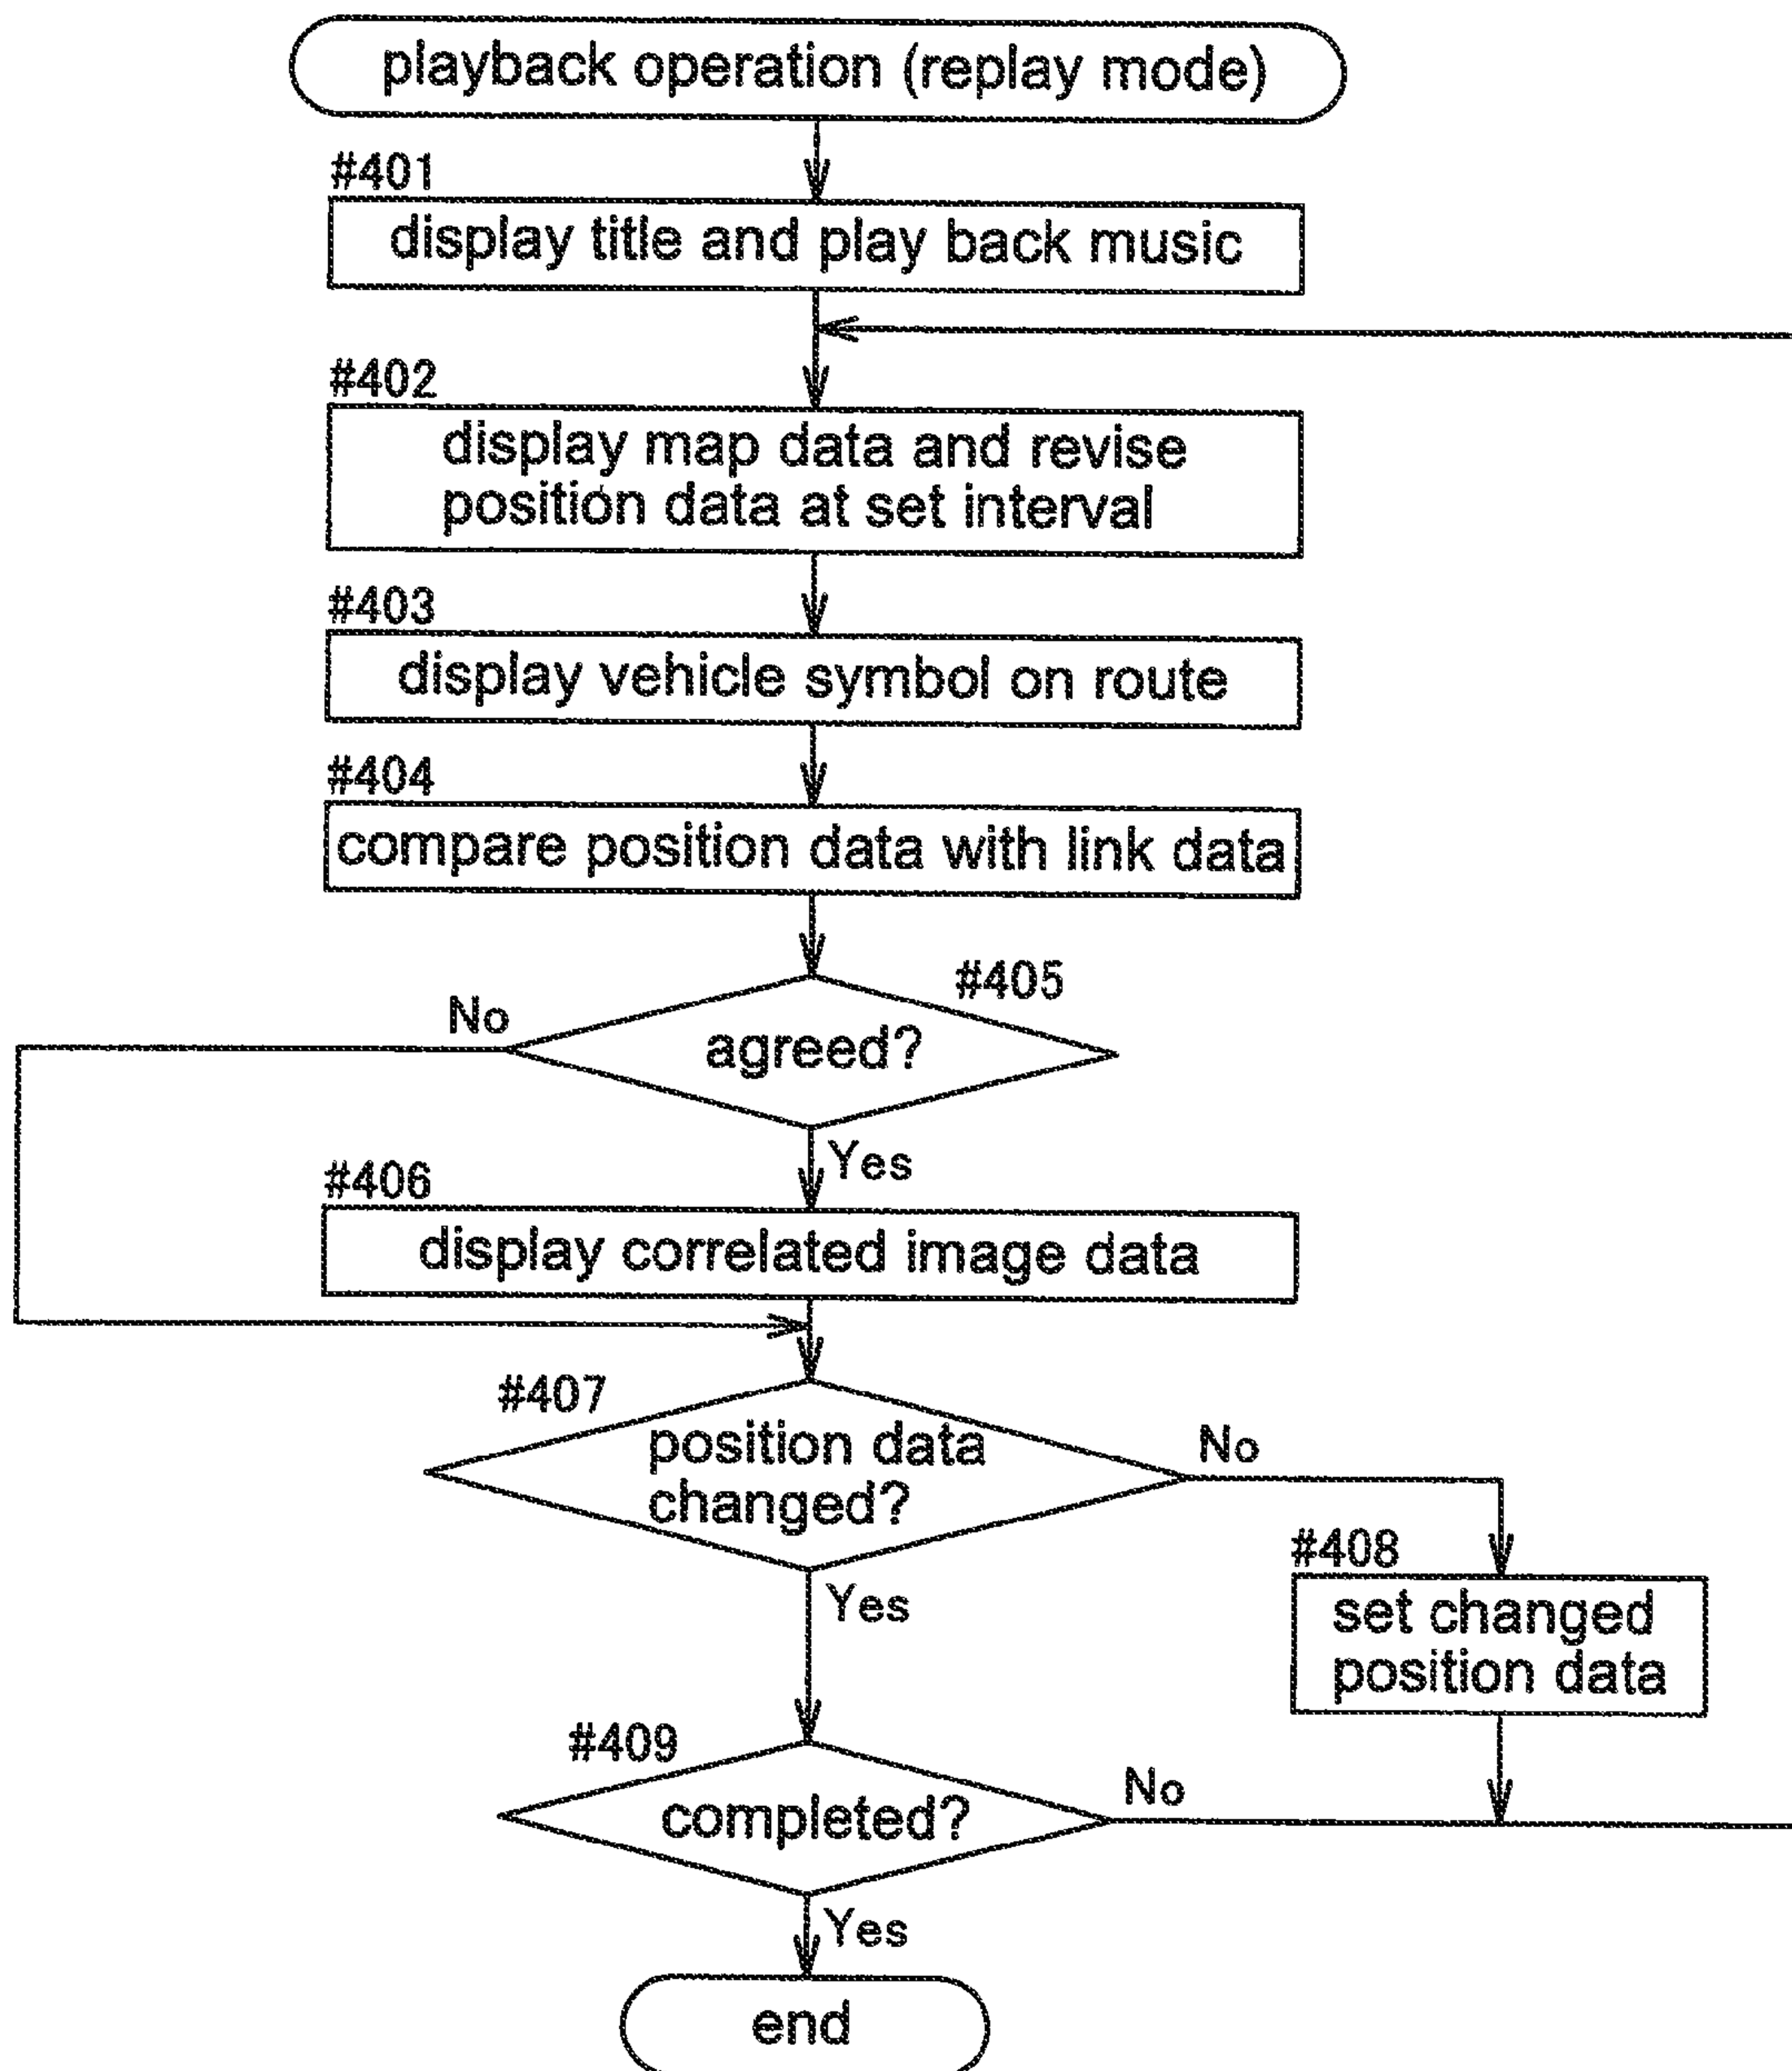 playback operation (replay mode)
#401
display title and play back music
#402
display map data and revise
position data at set interval
#403
display vehicle symbol on route
#404
compare position data with link data
#405
agreed?
No
Yes
#406
display correlated image data
#407
position data
changed?
No
Yes
#408
set changed
position data
#409
completed?
No
Yes
end